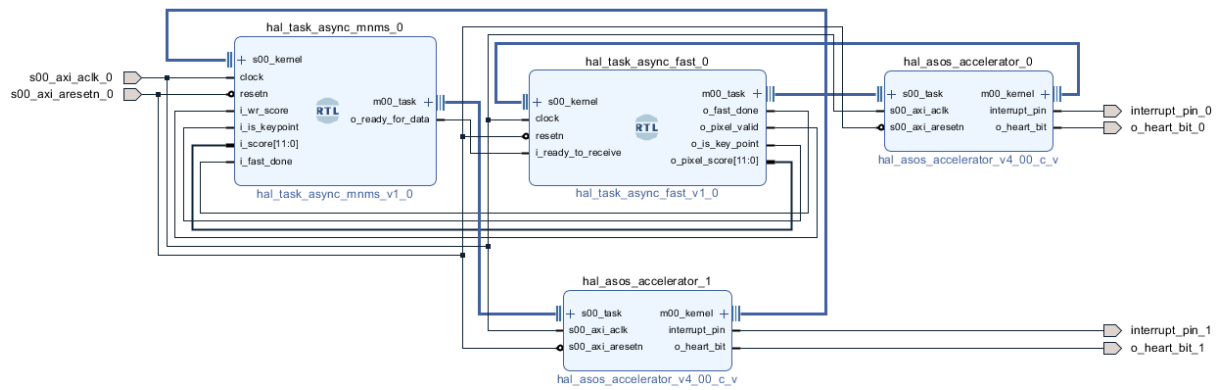 s00_axi_aclk_0
s00_axi_aresetn_0
hal_task_async_mnms_0
s00_kernel
clock
resetn
i_wr_score
i_is_keypoint
i_score[11:0]
i_fast_done
RTL
m00_task
o_ready_for_data
hal_task_async_mnms_v1_0
hal_task_async_fast_0
s00_kernel
clock
resetn
i_ready_to_receive
RTL
m00_task
o_fast_done
o_pixel_valid
o_is_key_point
o_pixel_score[11:0]
hal_task_async_fast_v1_0
hal_asos_accelerator_0
s00_task
s00_axi_aclk
s00_axi_aresetn
m00_kernel
interrupt_pin
o_heart_bit
hal_asos_accelerator_v4_00_c_v
interrupt_pin_0
o_heart_bit_0
hal_asos_accelerator_1
s00_task
s00_axi_aclk
s00_axi_aresetn
m00_kernel
interrupt_pin
o_heart_bit
hal_asos_accelerator_v4_00_c_v
interrupt_pin_1
o_heart_bit_1